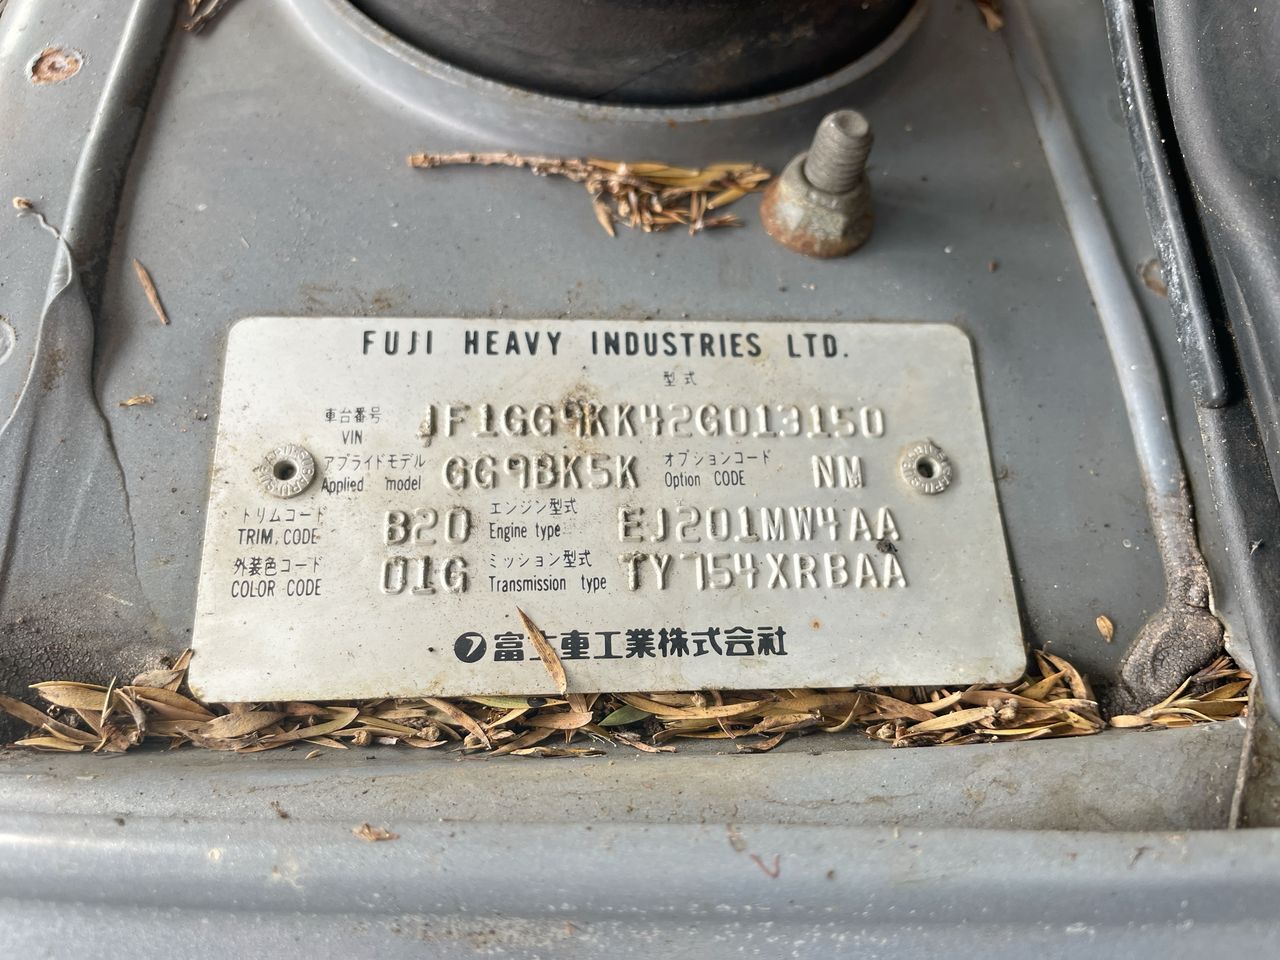 FUJI HEAVY INDUSTRIES LTD.
型式
車台番号
VIN JF1GG9KK42G013150
アプライドモデル オプションコード
Applied model GG9BK5K Option CODE NM
トリムコード エンジン型式
TRIM. CODE B20 Engine type EJ201MW4AA
外装色コード ミッション型式
COLOR CODE 01G Transmission type TY754XRBAA
富士重工業株式会社